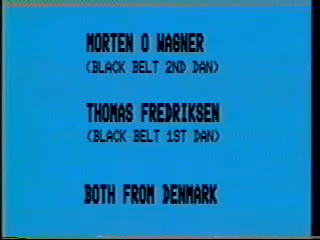 MORTEN O WAGNER
(BLACK BELT 2ND DAN)
THOMAS FREDRIKSEN
(BLACK BELT 1ST DAN)
BOTH FROM DENMARK